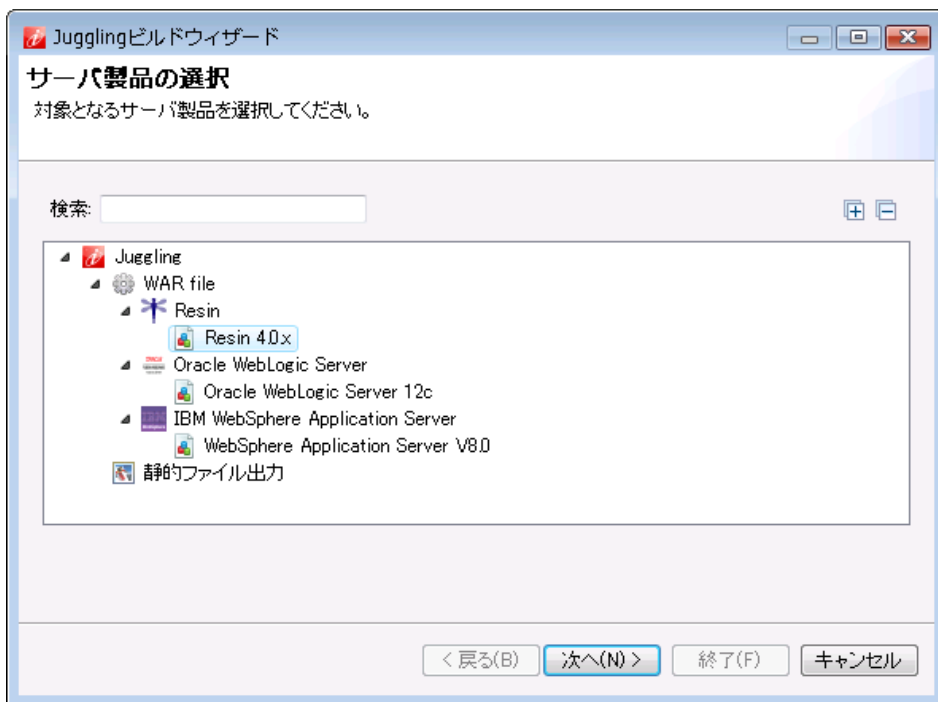 Jugglingビルドウィザード
サーバ製品の選択
対象となるサーバ製品を選択してください。
検索:
Juggling
WAR file
Resin
Resin 4.0.x
Oracle WebLogic Server
Oracle WebLogic Server 12c
IBM WebSphere Application Server
WebSphere Application Server V8.0
静的ファイル出力
< 戻る(B) 次へ(N) > 終了(F) キャンセル